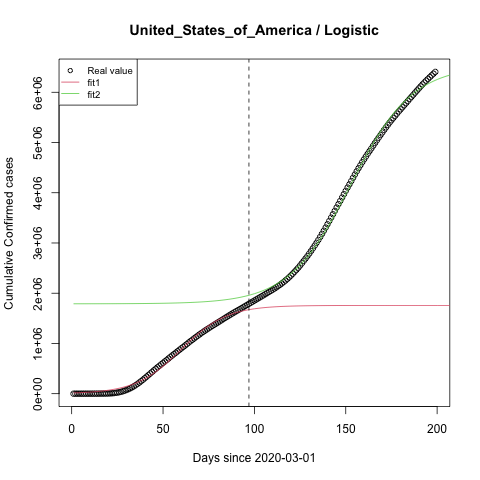 United_States_of_America / Logistic
Real value
fit1
fit2
Cumulative Confirmed cases
0e+00
1e+06
2e+06
3e+06
4e+06
5e+06
6e+06
0 50 100 150 200
Days since 2020-03-01